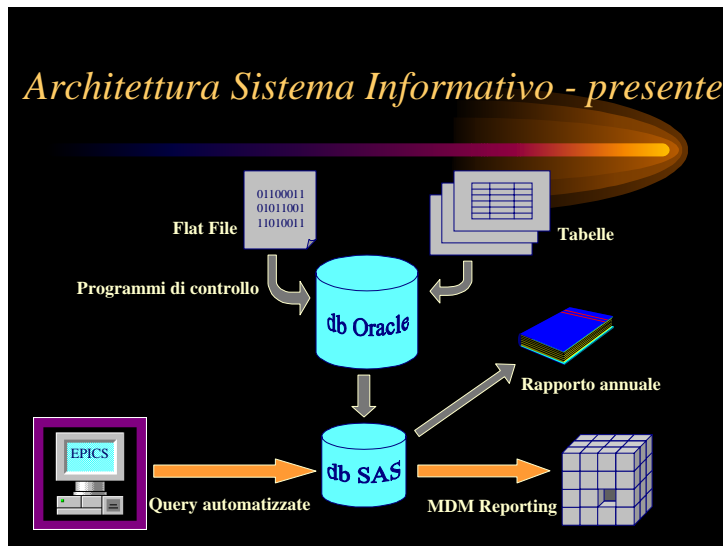 Architettura Sistema Informativo - presente
01100011
01011001
11010011
Flat File
Tabelle
Programmi di controllo
db Oracle
Rapporto annuale
EPICS
db SAS
Query automatizzate
MDM Reporting